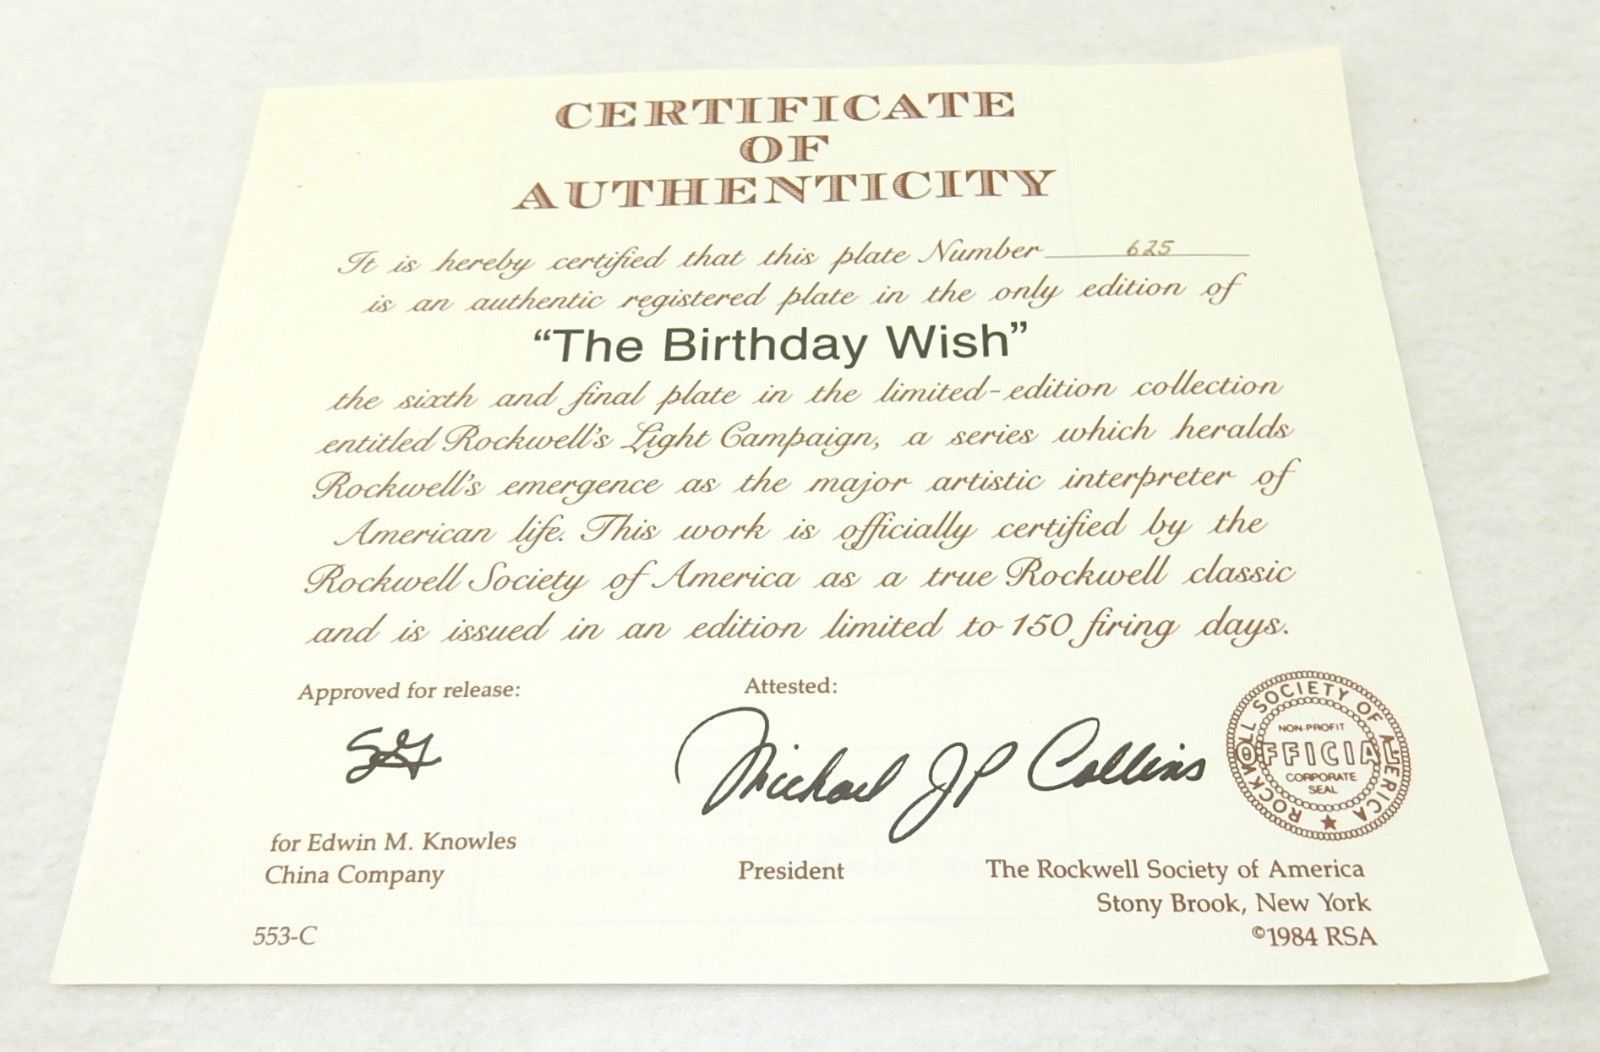 CERTIFICATE
OF
AUTHENTICITY
It is hereby certified that this plate Number 625
is an authentic registered plate in the only edition of
“The Birthday Wish”
the sixth and final plate in the limited-edition collection
entitled Rockwell's Light Campaign, a series which heralds
Rockwell's emergence as the major artistic interpreter of
American life. This work is officially certified by the
Rockwell Society of America as a true Rockwell classic
and is issued in an edition limited to 150 firing days.
Approved for release:
Attested:
Michael JP Collins
ROCKWELL SOCIETY OF AMERICA
NON-PROFIT
OFFICIAL
CORPORATE
SEAL
for Edwin M. Knowles
China Company
President
The Rockwell Society of America
Stony Brook, New York
553-C
©1984 RSA